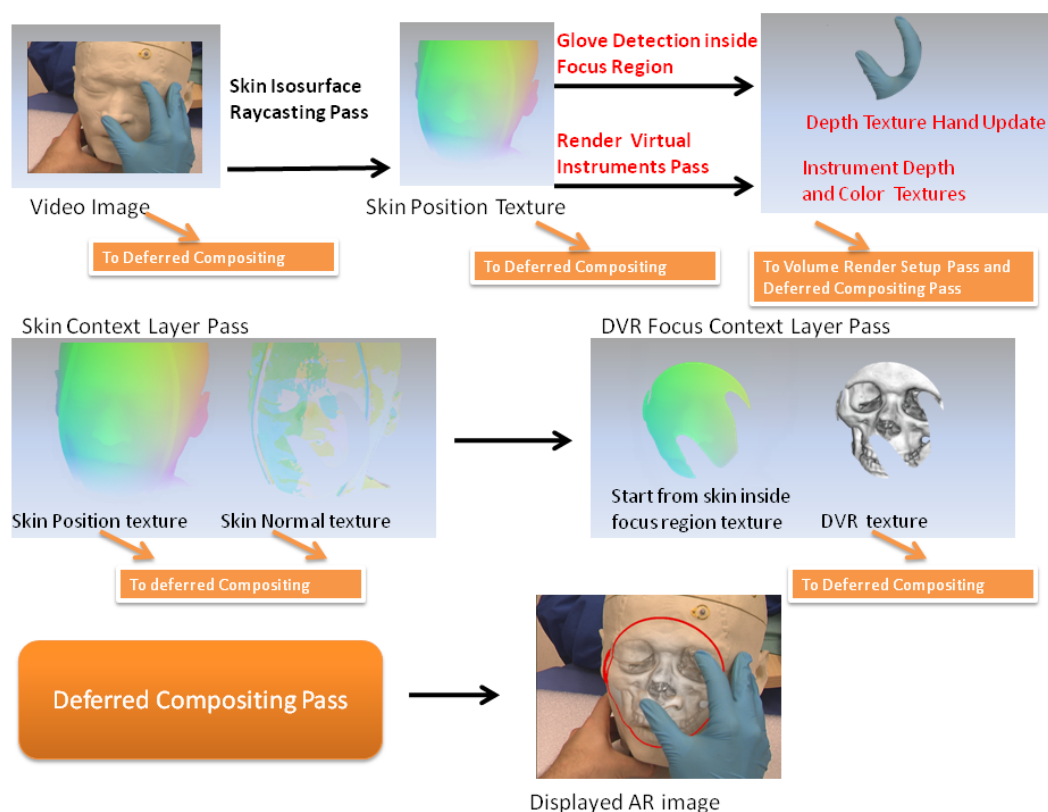 Skin Isosurface
Raycasting Pass
Glove Detection inside
Focus Region
Render Virtual
Instruments Pass
Depth Texture Hand Update
Instrument Depth
and Color Textures
Video Image
Skin Position Texture
To Deferred Compositing
To Deferred Compositing
To Volume Render Setup Pass and
Deferred Compositing Pass
Skin Context Layer Pass
DVR Focus Context Layer Pass
Skin Position texture
Skin Normal texture
Start from skin inside
focus region texture
DVR texture
To deferred Compositing
To Deferred Compositing
Deferred Compositing Pass
Displayed AR image